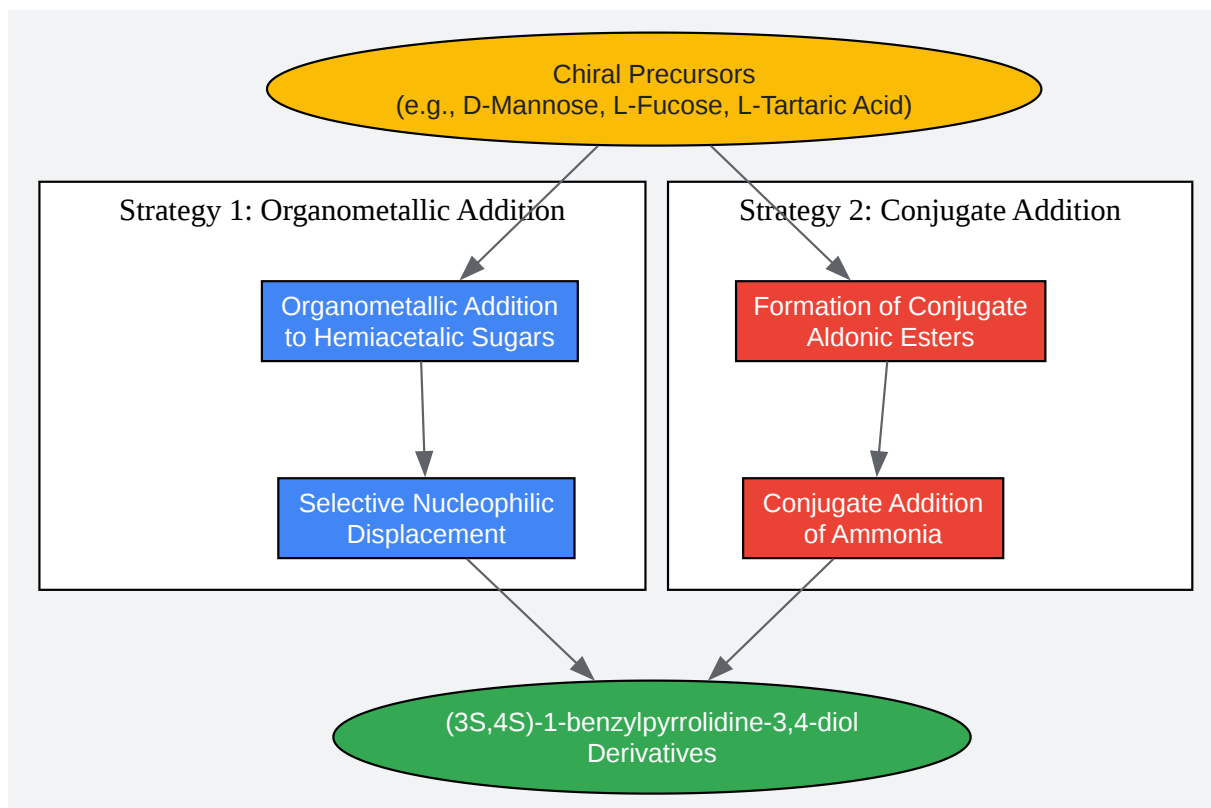 Chiral Precursors
(e.g., D-Mannose, L-Fucose, L-Tartaric Acid)
Strategy 1: Organometallic Addition
Organometallic Addition
to Hemiacetalic Sugars
Selective Nucleophilic
Displacement
Strategy 2: Conjugate Addition
Formation of Conjugate
Aldonic Esters
Conjugate Addition
of Ammonia
(3S,4S)-1-benzylpyrrolidine-3,4-diol
Derivatives